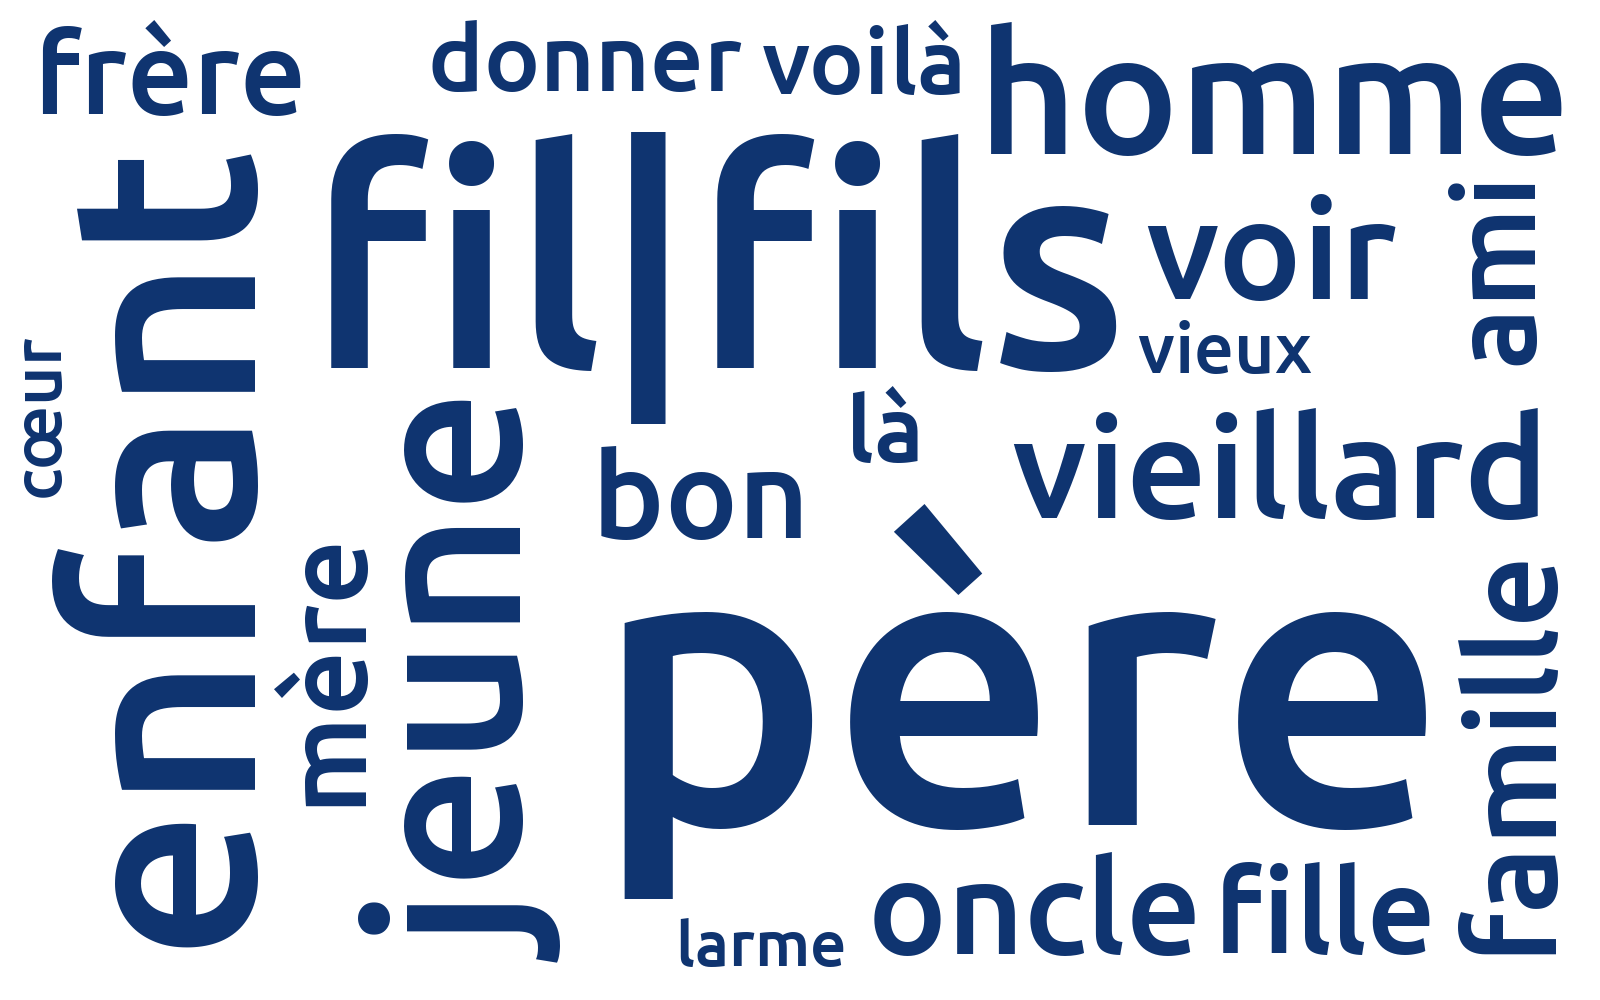 frère
donner
voilà
homme
enfant
fil|fils
voir
ami
vieux
cœur
là
vieillard
bon
jeune
mère
père
famille
oncle
fille
larme